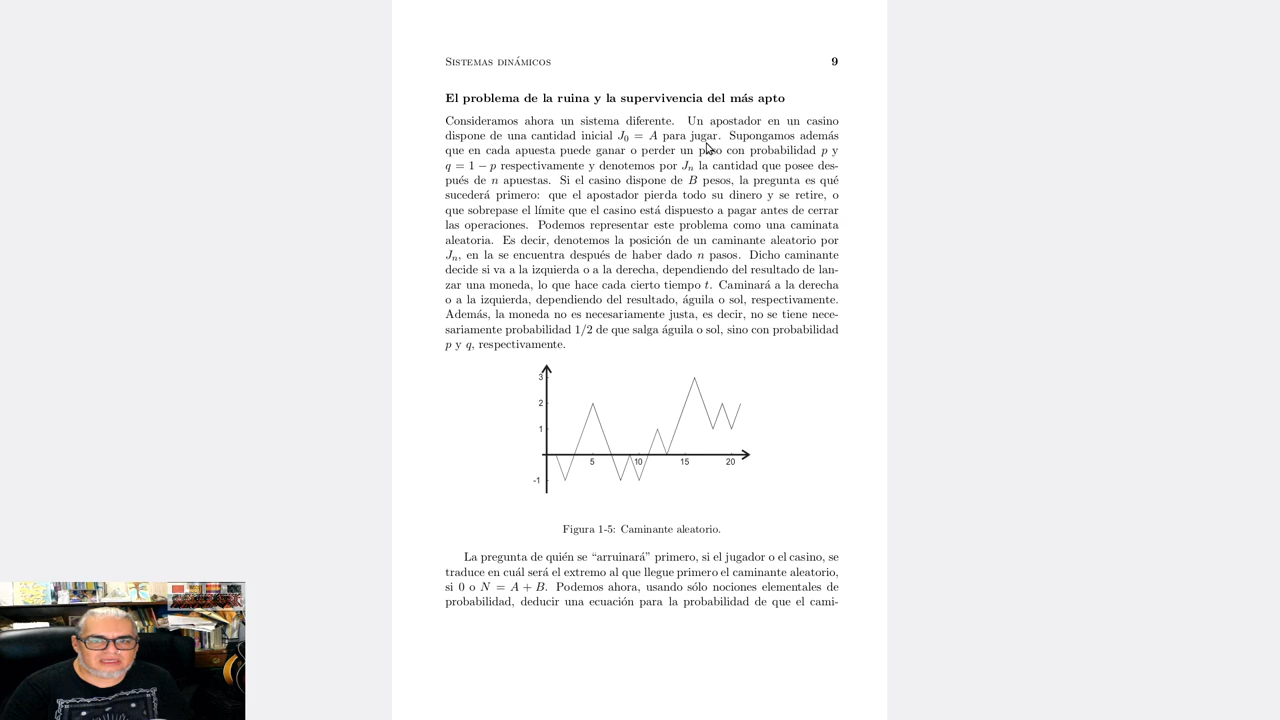 Sistemas dinámicos 9
El problema de la ruina y la supervivencia del más apto
Consideramos ahora un sistema diferente. Un apostador en un casino
dispone de una cantidad inicial J₀ = A para jugar. Supongamos además
que en cada apuesta puede ganar o perder un peso con probabilidad p y
q = 1 − p respectivamente y denotemos por Jₙ la cantidad que posee des-
pués de n apuestas. Si el casino dispone de B pesos, la pregunta es qué
sucederá primero: que el apostador pierda todo su dinero y se retire, o
que sobrepase el límite que el casino está dispuesto a pagar antes de cerrar
las operaciones. Podemos representar este problema como una caminata
aleatoria. Es decir, denotemos la posición de un caminante aleatorio por
Jₙ, en la se encuentra después de haber dado n pasos. Dicho caminante
decide si va a la izquierda o a la derecha, dependiendo del resultado de lan-
zar una moneda, lo que hace cada cierto tiempo t. Caminará a la derecha
o a la izquierda, dependiendo del resultado, águila o sol, respectivamente.
Además, la moneda no es necesariamente justa, es decir, no se tiene nece-
sariamente probabilidad 1/2 de que salga águila o sol, sino con probabilidad
p y q, respectivamente.
3
2
1
5 10 15 20
-1
Figura 1-5: Caminante aleatorio.
La pregunta de quién se “arruinará” primero, si el jugador o el casino, se
traduce en cuál será el extremo al que llegue primero el caminante aleatorio,
si 0 o N = A + B. Podemos ahora, usando sólo nociones elementales de
probabilidad, deducir una ecuación para la probabilidad de que el cami-